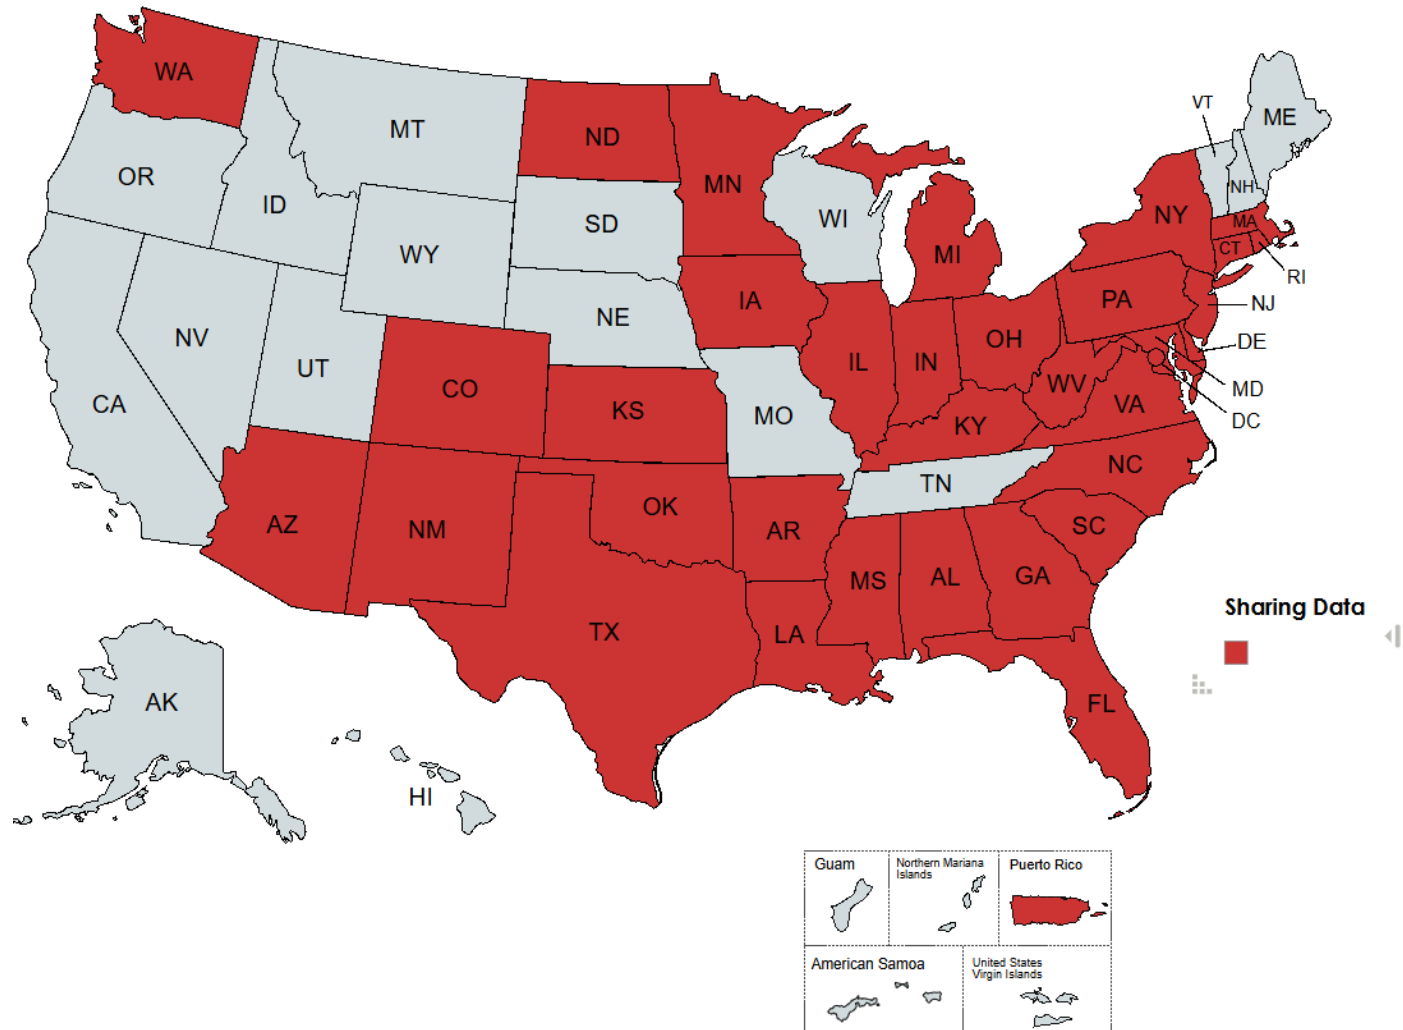 WA
MT
ND
MN
VT
ME
OR
ID
SD
WI
NH
NY
MA
WY
MI
CT
RI
IA
PA
NJ
NE
NV
OH
DE
UT
IL
IN
CO
WV
MD
CA
KS
MO
KY
VA
DC
NC
TN
OK
AZ
NM
AR
SC
MS
AL
GA
Sharing Data
TX
LA
AK
FL
HI
Guam
Northern Mariana
Islands
Puerto Rico
American Samoa
United States
Virgin Islands